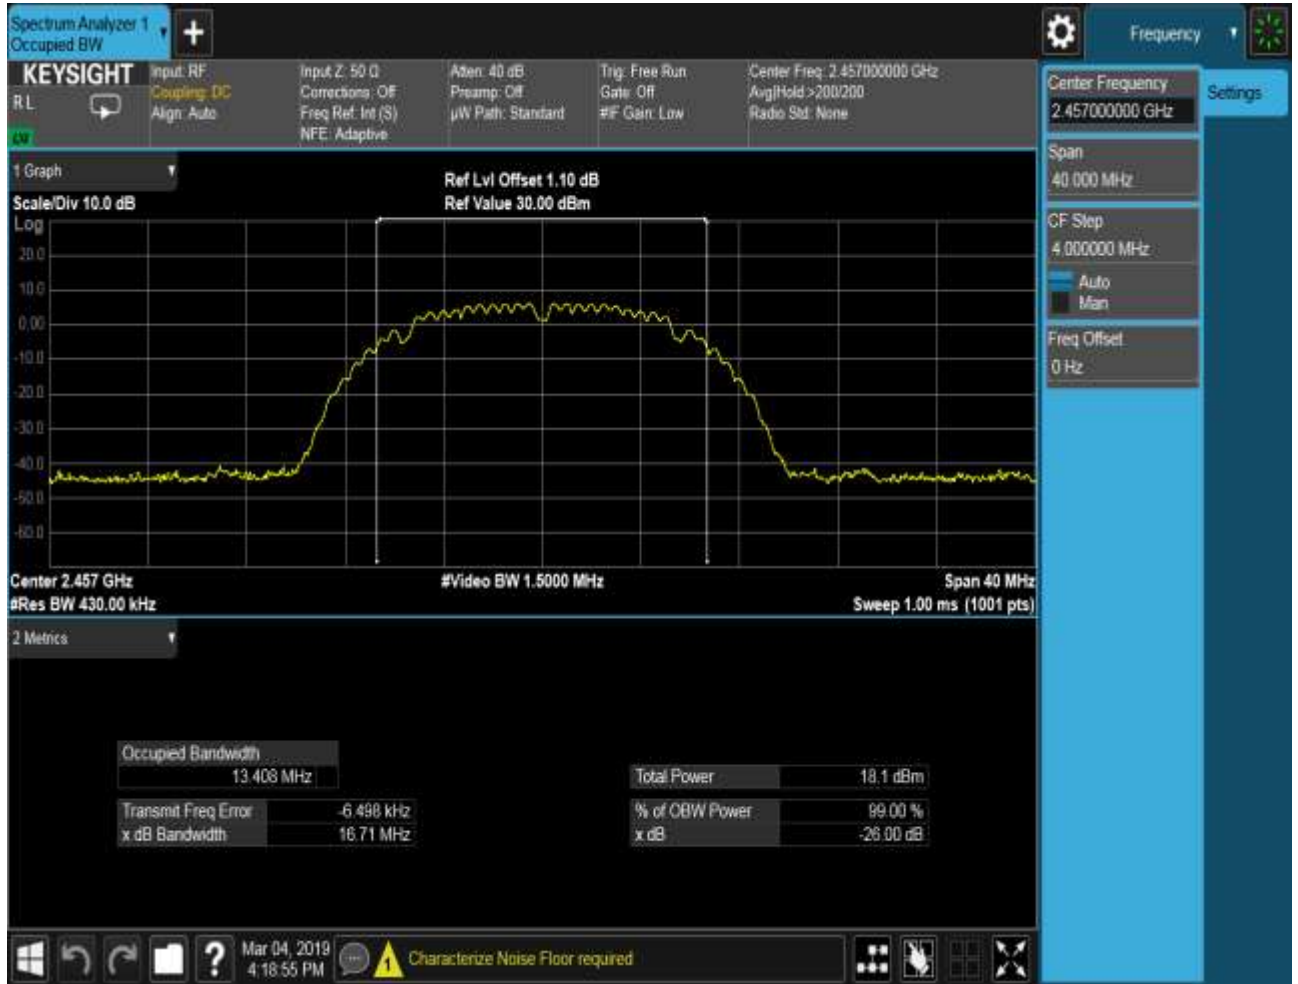 Spectrum Analyzer 1
Occupied BW
+
Frequency
KEYSIGHT
RL
Input: RF
Coupling: DC
Align: Auto
Input Z: 50 Ω
Corrections: Off
Freq Ref: Int (S)
NFE: Adaptive
Atten: 40 dB
Preamp: Off
µW Path: Standard
Trig: Free Run
Gate: Off
#IF Gain: Low
Center Freq: 2.457000000 GHz
Avg|Hold:>200/200
Radio Std: None
Center Frequency
2.457000000 GHz
Settings
Span
40.000 MHz
CF Step
4.000000 MHz
Auto
Man
Freq Offset
0 Hz
1 Graph
Scale/Div 10.0 dB
Ref Lvl Offset 1.10 dB
Ref Value 30.00 dBm
Log
20.0
10.0
0.00
-10.0
-20.0
-30.0
-40.0
-50.0
-60.0
Center 2.457 GHz
#Video BW 1.5000 MHz
Span 40 MHz
#Res BW 430.00 kHz
Sweep 1.00 ms (1001 pts)
2 Metrics
Occupied Bandwidth
13.408 MHz
Total Power 18.1 dBm
Transmit Freq Error -6.498 kHz
% of OBW Power 99.00 %
x dB Bandwidth 16.71 MHz
x dB -26.00 dB
?
Mar 04, 2019
4:18:55 PM
1
Characterize Noise Floor required